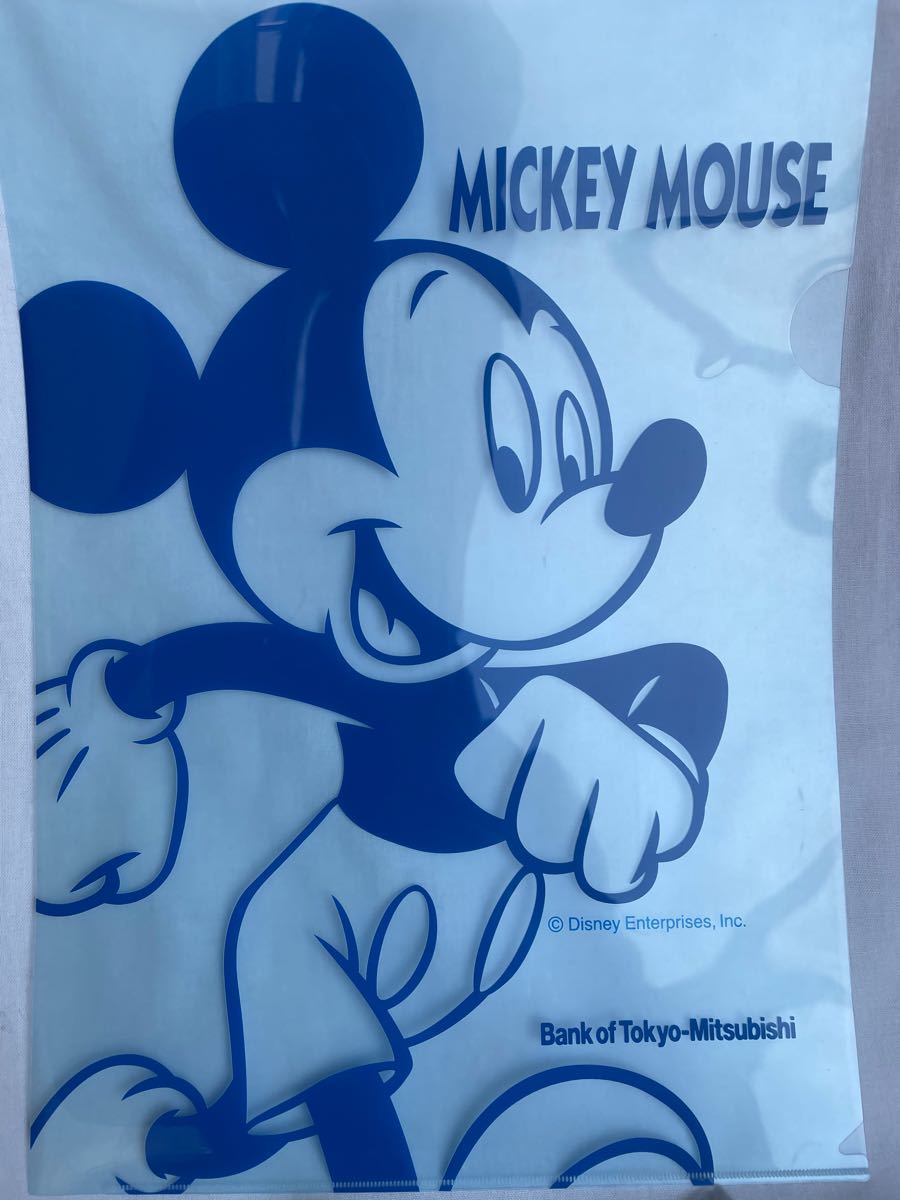 MICKEY MOUSE
© Disney Enterprises, Inc.
Bank of Tokyo-Mitsubishi